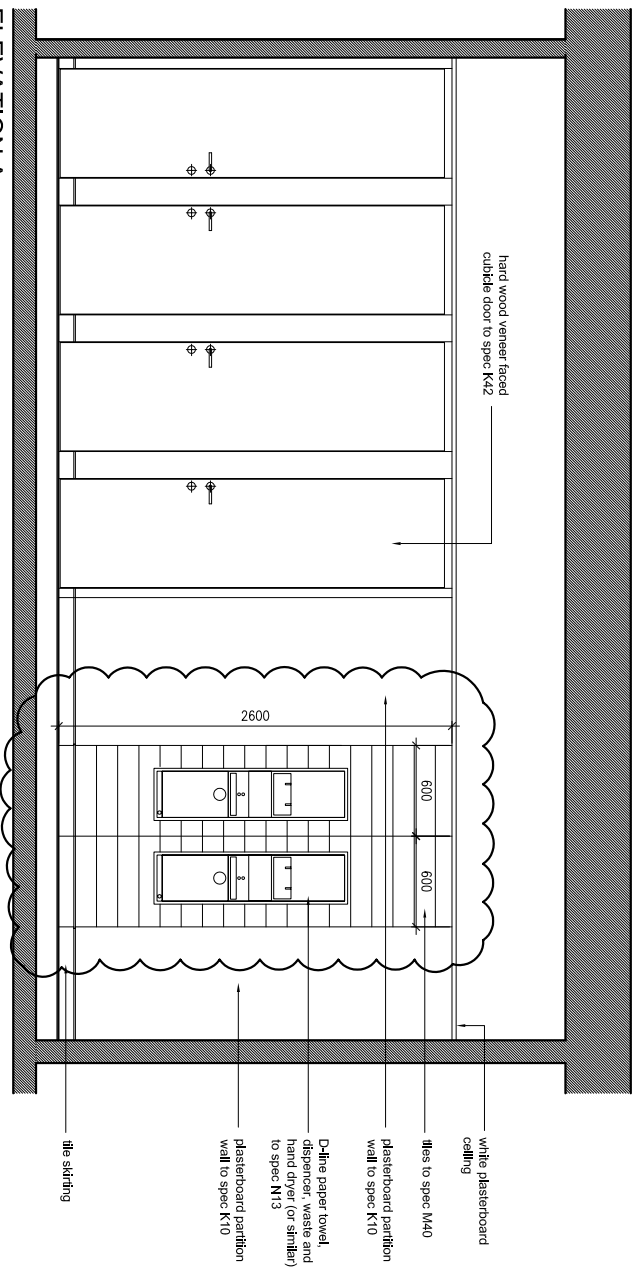 hard wood veneer faced
cubicle door to spec K42
2600
600
600
white plasterboard
ceiling
tiles to spec M40
plasterboard partition
wall to spec K10
D-line paper towel,
dispencer, waste and
hand dryer (or similar)
to spec N13
plasterboard partition
wall to spec K10
tile skirting